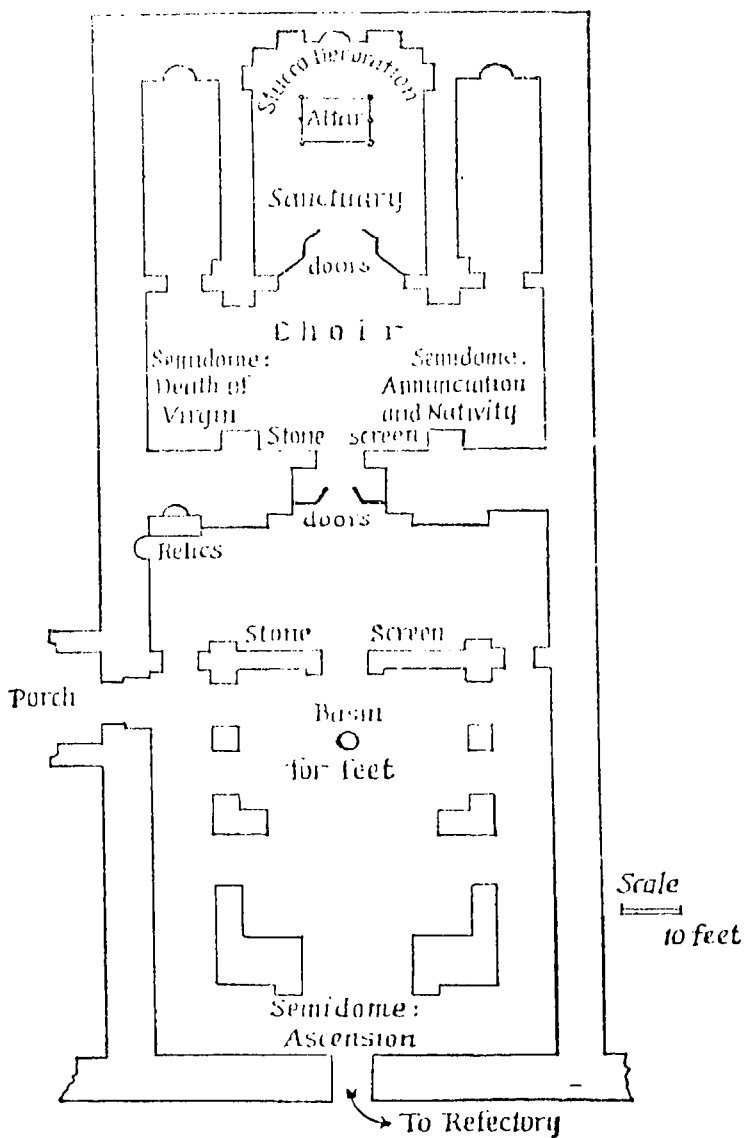 Stucco Decoration
Altar
Sanctuary
doors
Choir
Semidome:
Death of
Virgin
Semidome.
Annunciation
and Nativity
Stone screen
doors
Relics
Stone Screen
Porch
Basin
for feet
Scale
10 feet
Semidome:
Ascension
To Refectory